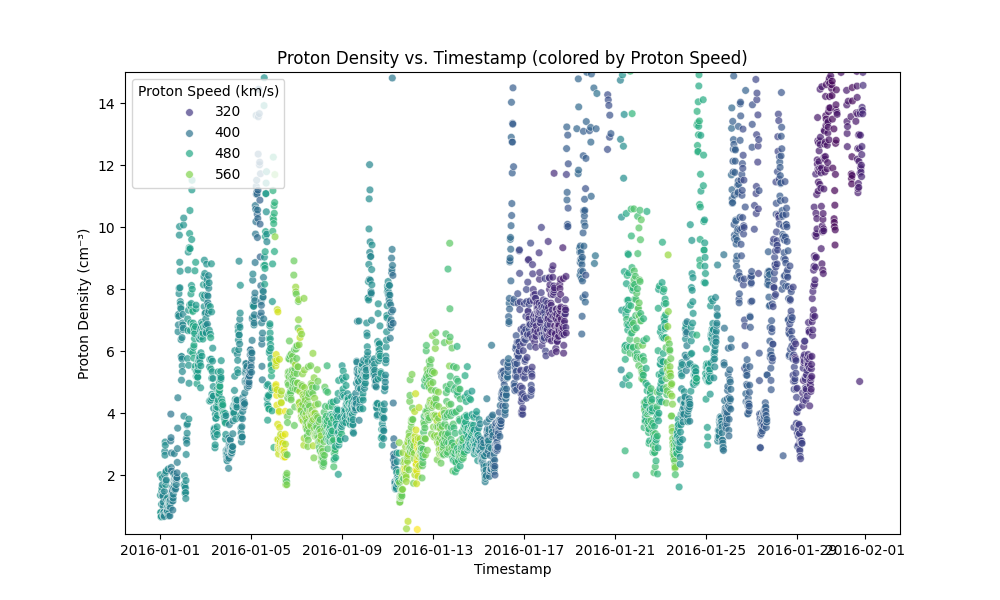 Proton Density vs. Timestamp (colored by Proton Speed)
Proton Speed (km/s)
320
400
480
560
14
12
10
8
6
4
2
Proton Density (cm⁻³)
2016-01-01 2016-01-05 2016-01-09 2016-01-13 2016-01-17 2016-01-21 2016-01-25 2016-01-29 2016-02-01
Timestamp